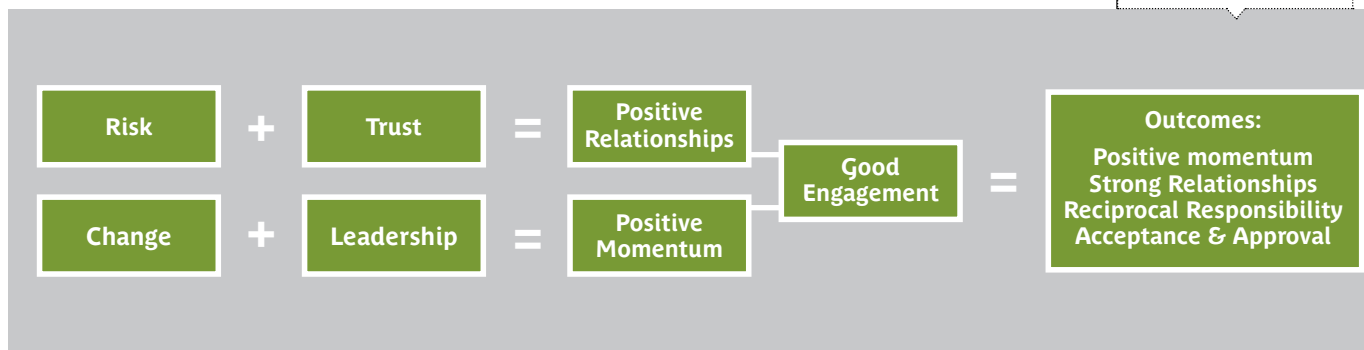 Risk
+
Trust
=
Positive
Relationships
Change
+
Leadership
=
Positive
Momentum
Good
Engagement
=
Outcomes:
Positive momentum
Strong Relationships
Reciprocal Responsibility
Acceptance & Approval